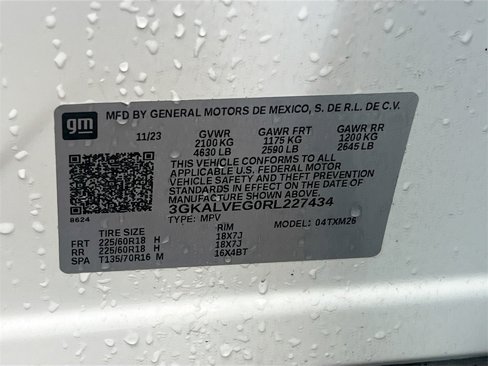 MFD BY GENERAL MOTORS DE MEXICO, S. DE R.L. DE C.V.
gm
11/23 GVWR GAWR FRT GAWR RR
2100 KG 1175 KG 1200 KG
4630 LB 2590 LB 2645 LB
THIS VEHICLE CONFORMS TO ALL
APPLICABLE U.S. FEDERAL MOTOR
VEHICLE SAFETY AND THEFT PREVENTION
STANDARDS IN EFFECT ON THE DATE OF
MANUFACTURE SHOWN ABOVE.
8624
3GKALVEG0RL227434
TYPE: MPV MODEL: 04TXM26
TIRE SIZE RIM
FRT 225/60R18 H 18X7J
RR 225/60R18 H 18X7J
SPA T135/70R16 M 16X4BT